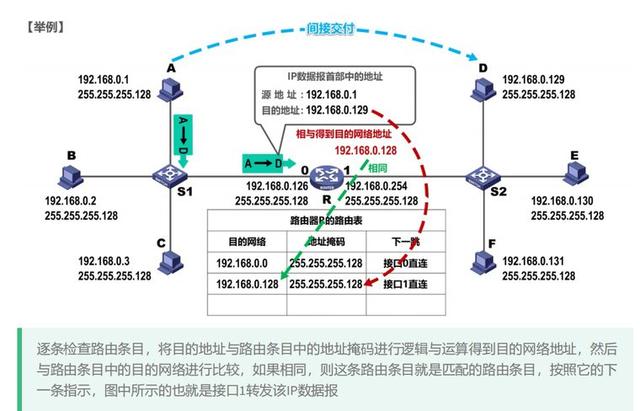 【举例】
间接交付
A
192.168.0.1
255.255.255.128
IP数据报首部中的地址
源 地 址 : 192.168.0.1
目的地址: 192.168.0.129
D
192.168.0.129
255.255.255.128
A
D
相与得到目的网络地址
192.168.0.128
相同
A D
B
192.168.0.2
255.255.255.128
S1
0
1
192.168.0.126
255.255.255.128
R
ROUTER
192.168.0.254
255.255.255.128
S2
E
192.168.0.130
255.255.255.128
C
192.168.0.3
255.255.255.128
F
192.168.0.131
255.255.255.128
路由器R的路由表
目的网络 地址掩码 下一跳
192.168.0.0 255.255.255.128 接口0直连
192.168.0.128 255.255.255.128 接口1直连
逐条检查路由条目，将目的地址与路由条目中的地址掩码进行逻辑与运算得到目的网络地址，然后
与路由条目中的目的网络进行比较，如果相同，则这条路由条目就是匹配的路由条目，按照它的下
一条指示，图中所示的也就是接口1转发该IP数据报